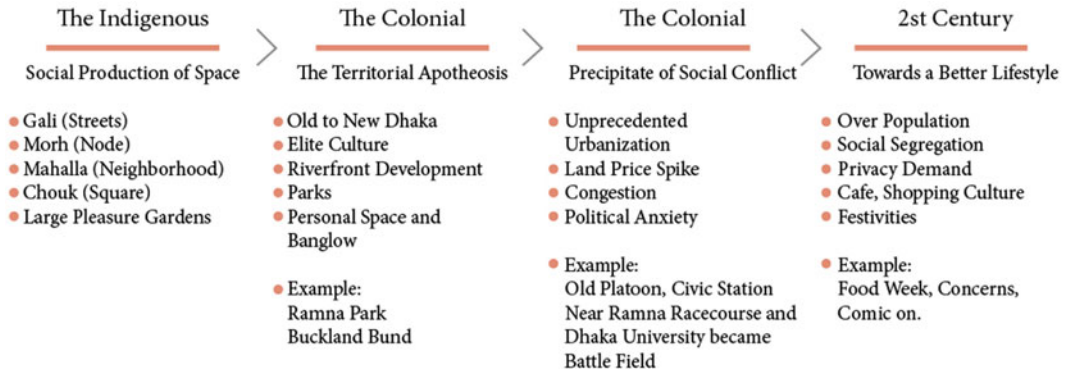 The Indigenous
Social Production of Space
Gali (Streets)
Morh (Node)
Mahalla (Neighborhood)
Chouk (Square)
Large Pleasure Gardens
The Colonial
The Territorial Apotheosis
Old to New Dhaka
Elite Culture
Riverfront Development
Parks
Personal Space and
Banglow
Example:
Ramna Park
Buckland Bund
The Colonial
Precipitate of Social Conflict
Unprecedented
Urbanization
Land Price Spike
Congestion
Political Anxiety
Example:
Old Platoon, Civic Station
Near Ramna Racecourse and
Dhaka University became
Battle Field
2st Century
Towards a Better Lifestyle
Over Population
Social Segregation
Privacy Demand
Cafe, Shopping Culture
Festivities
Example:
Food Week, Concerns,
Comic on.